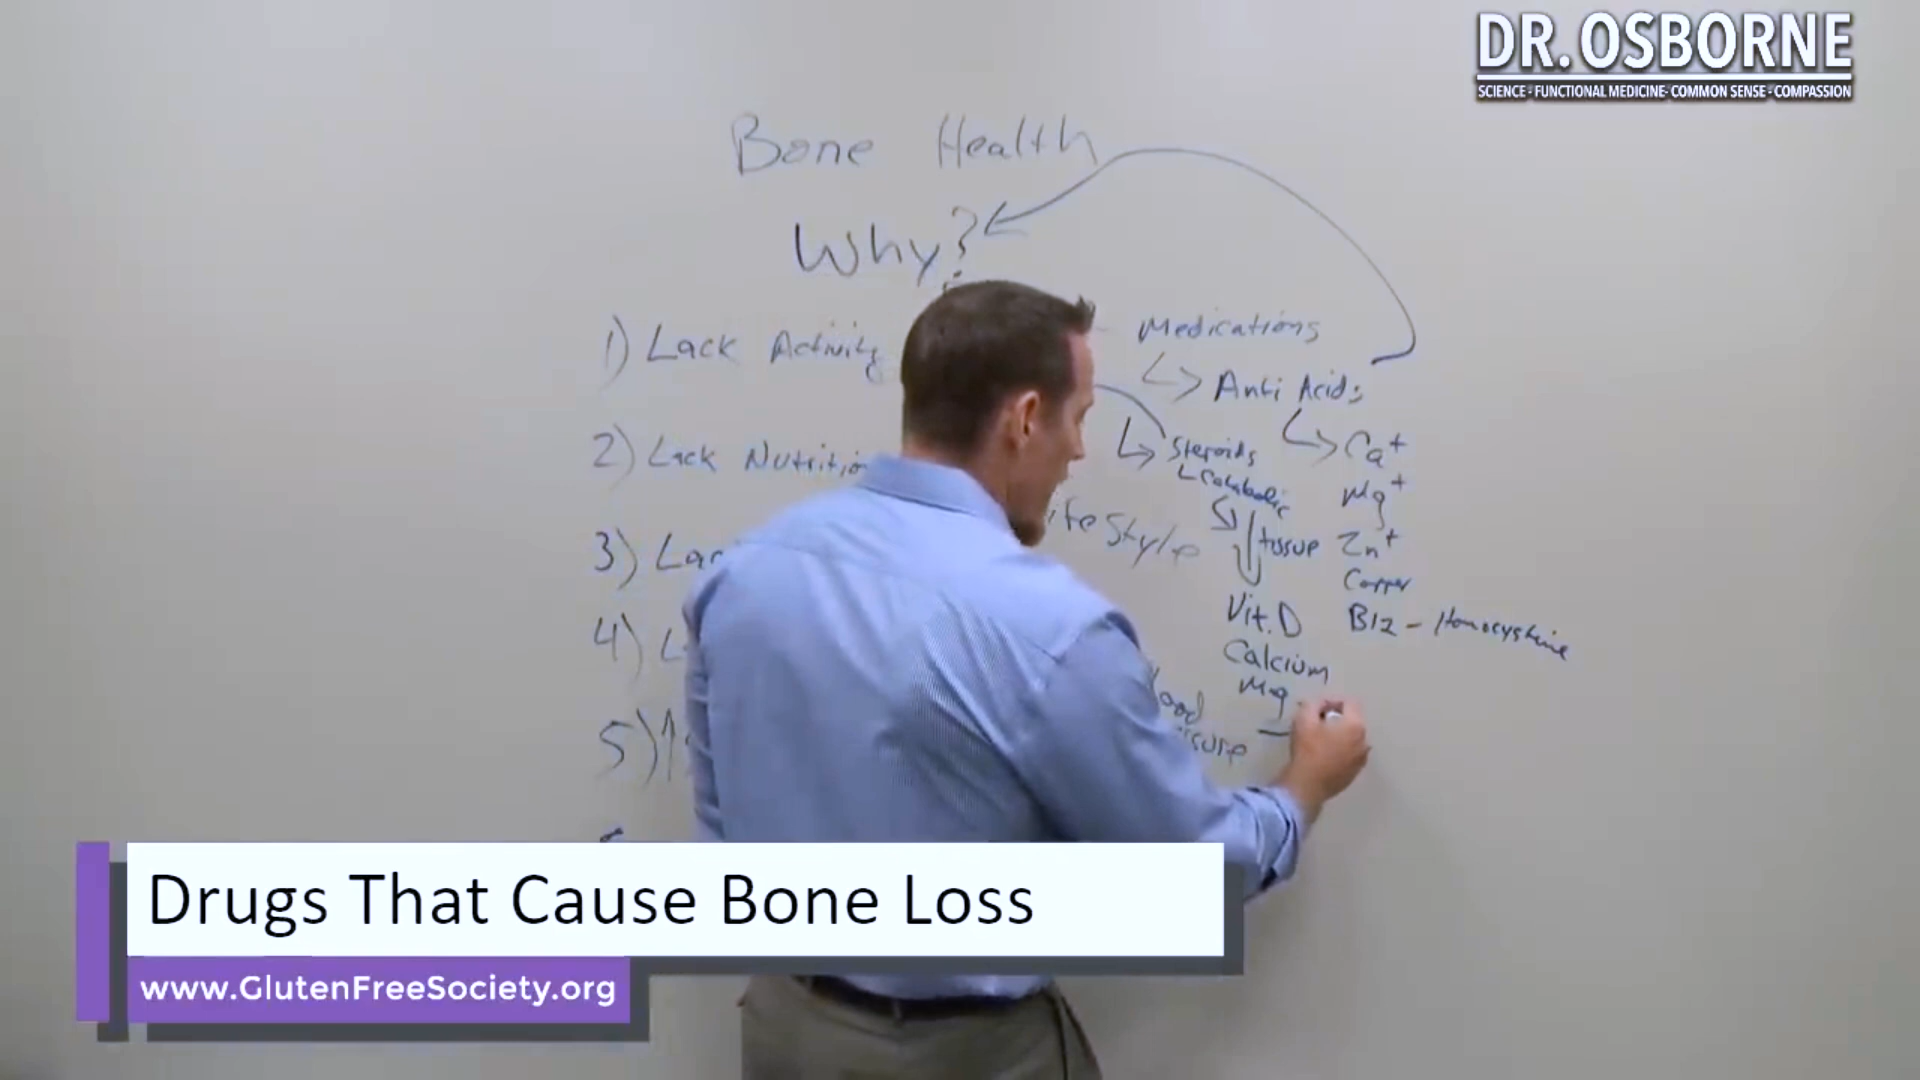 DR. OSBORNE
SCIENCE - FUNCTIONAL MEDICINE - COMMON SENSE - COMPASSION
Bone Health
Why?
1) Lack Activity
2) Lack Nutrition
3)
4)
5) ↑
Medications
Anti Acids
Ca+
Mg+
Zn+
Copper
B12 - Homocysteine
Steroids
Catabolic
tissue
Vit. D
Calcium
Mg
Drugs That Cause Bone Loss
www.GlutenFreeSociety.org